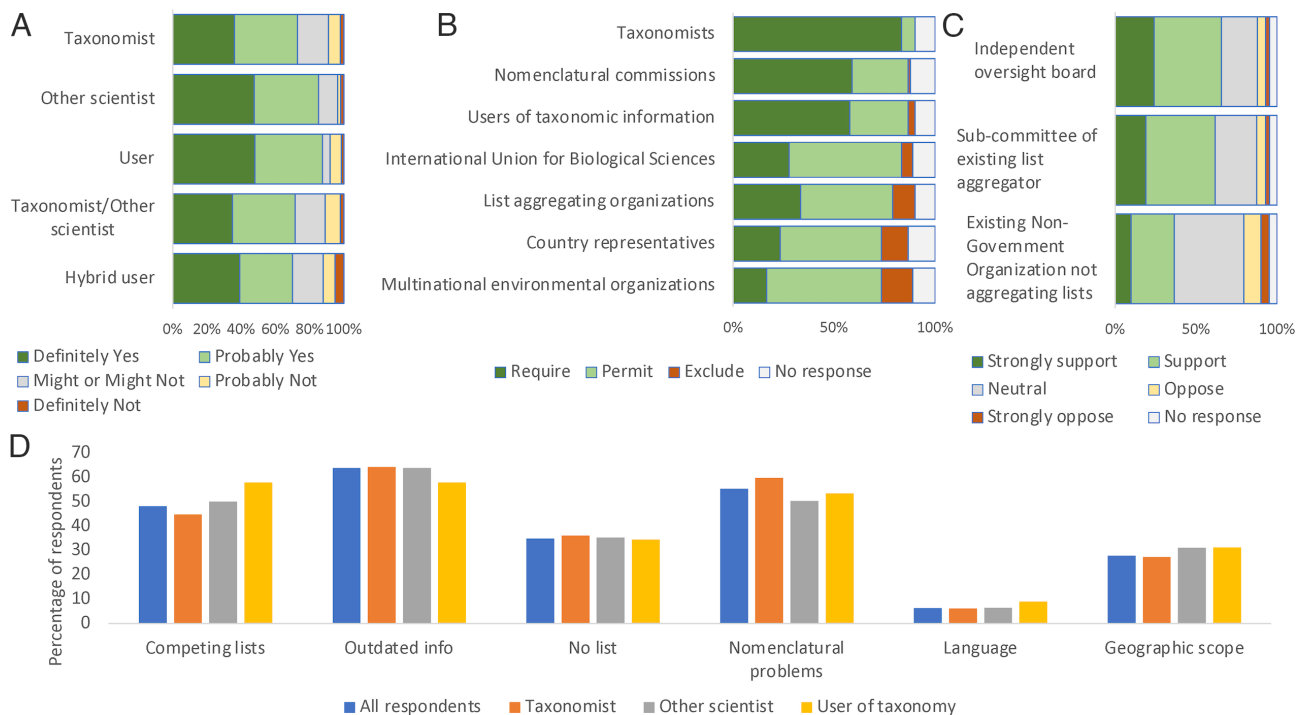 A
Taxonomist
Other scientist
User
Taxonomist/Other
scientist
Hybrid user
0% 20% 40% 60% 80% 100%
Definitely Yes
Probably Yes
Might or Might Not
Probably Not
Definitely Not
B
Taxonomists
Nomenclatural commissions
Users of taxonomic information
International Union for Biological Sciences
List aggregating organizations
Country representatives
Multinational environmental organizations
0% 50% 100%
Require Permit Exclude No response
C
Independent
oversight board
Sub-committee of
existing list
aggregator
Existing Non-
Government
Organization not
aggregating lists
0% 50% 100%
Strongly support
Support
Neutral
Oppose
Strongly oppose
No response
D
Percentage of respondents
70
60
50
40
30
20
10
0
Competing lists
Outdated info
No list
Nomenclatural
problems
Language
Geographic scope
All respondents Taxonomist Other scientist User of taxonomy